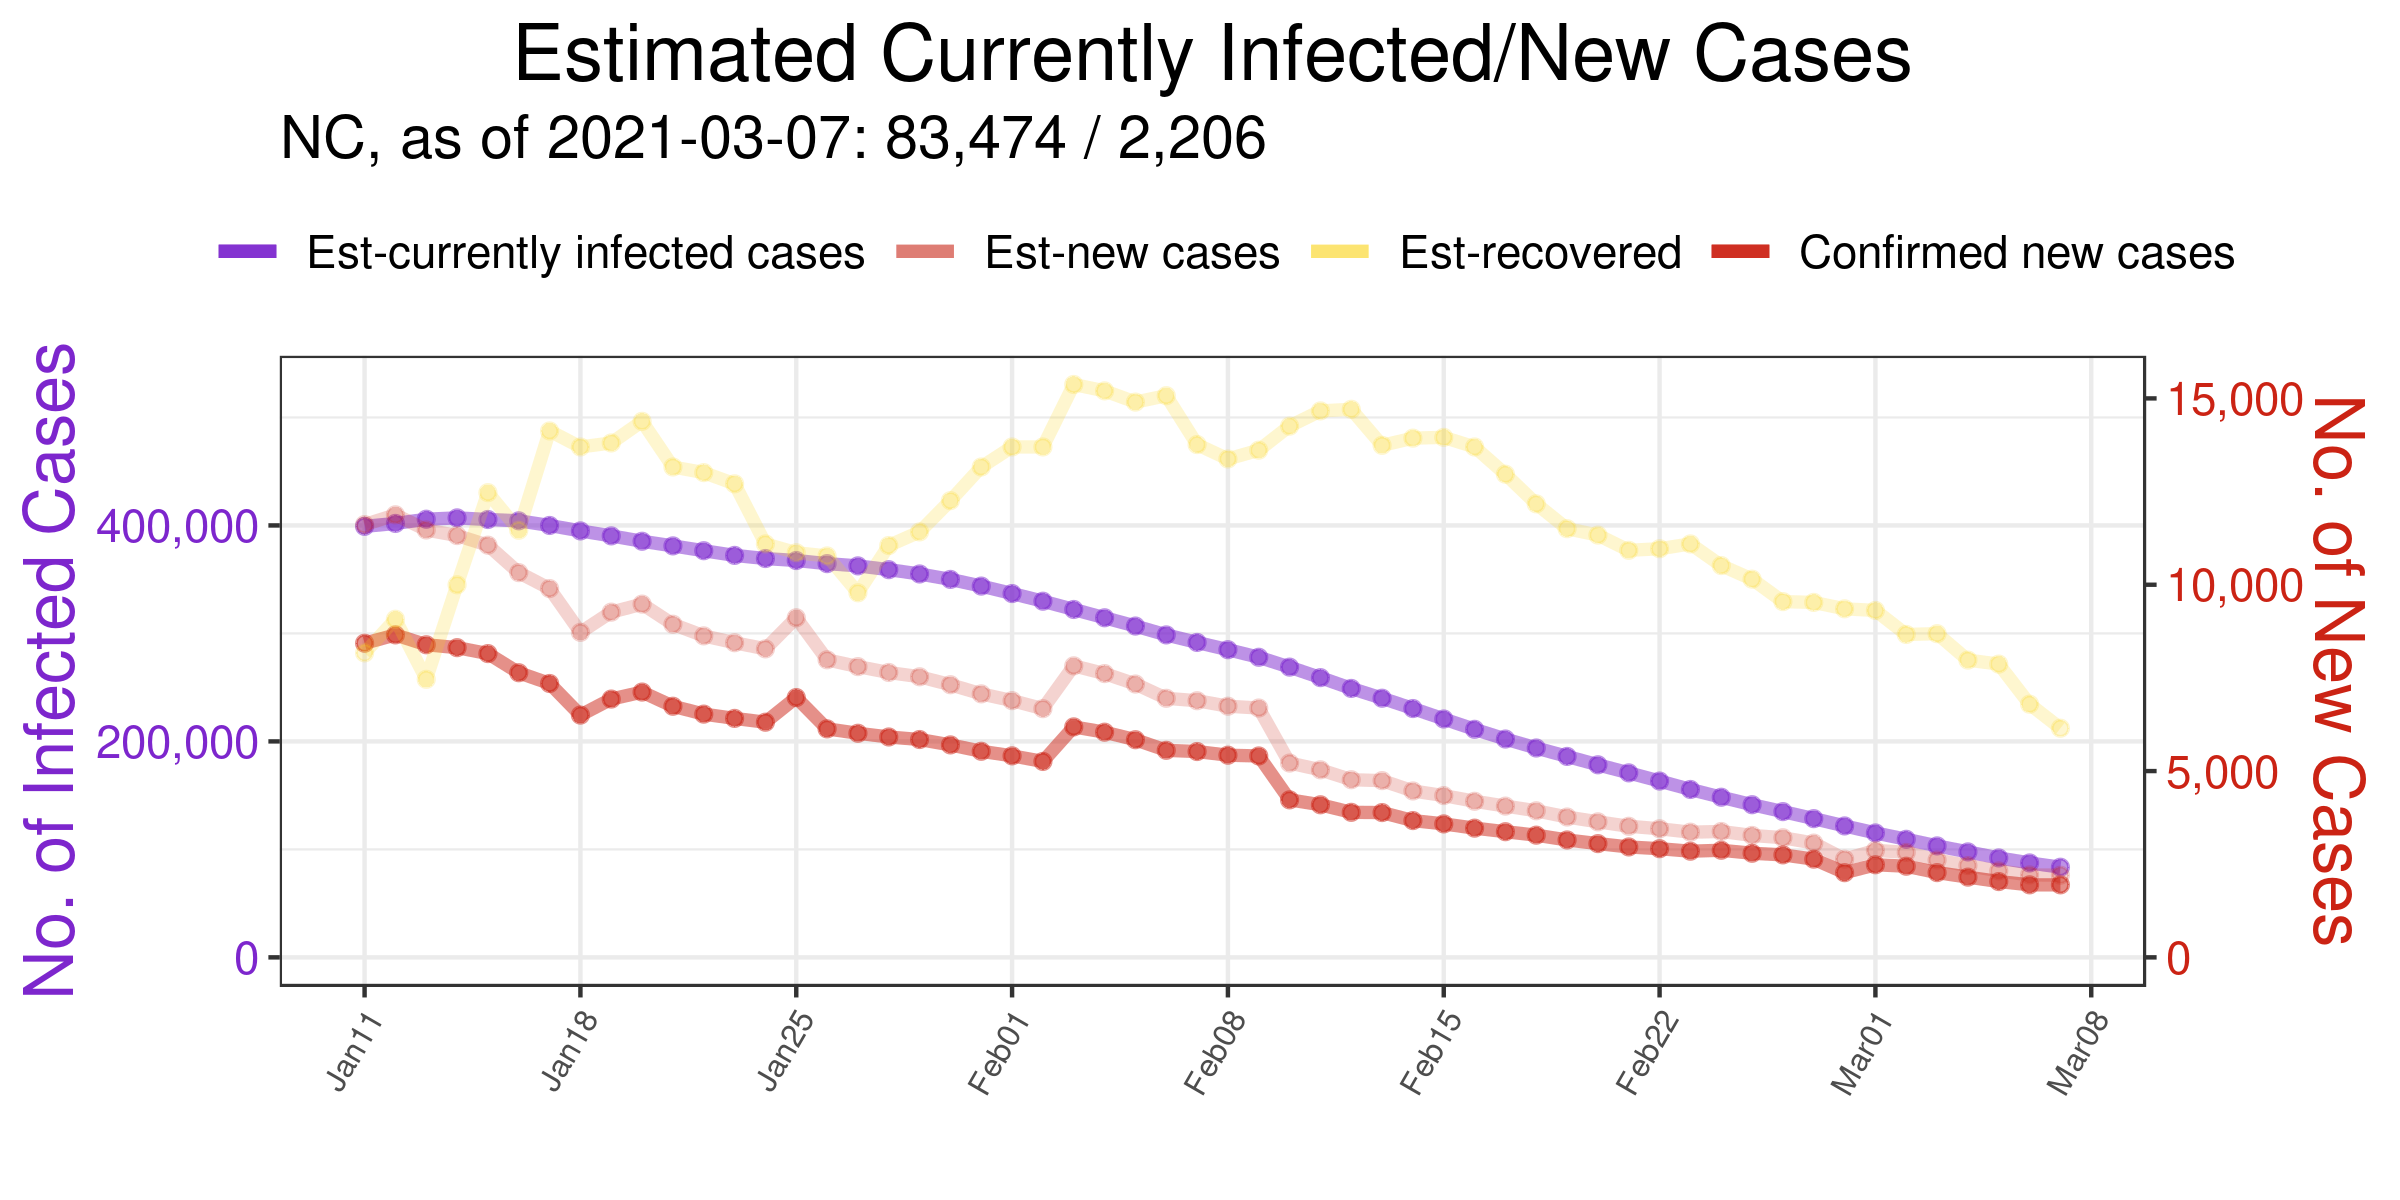 Estimated Currently Infected/New Cases
NC, as of 2021-03-07: 83,474 / 2,206
Est-currently infected cases
Est-new cases
Est-recovered
Confirmed new cases
No. of Infected Cases
400,000
200,000
0
15,000
10,000
5,000
0
No. of New Cases
Jan11
Jan18
Jan25
Feb01
Feb08
Feb15
Feb22
Mar01
Mar08